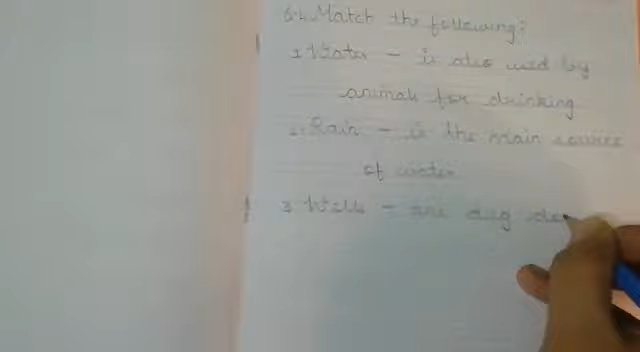 Match the following:
1. Water - is also used by
animals for drinking
2. Rain - is the main source
of water
3. Wells - are dug de